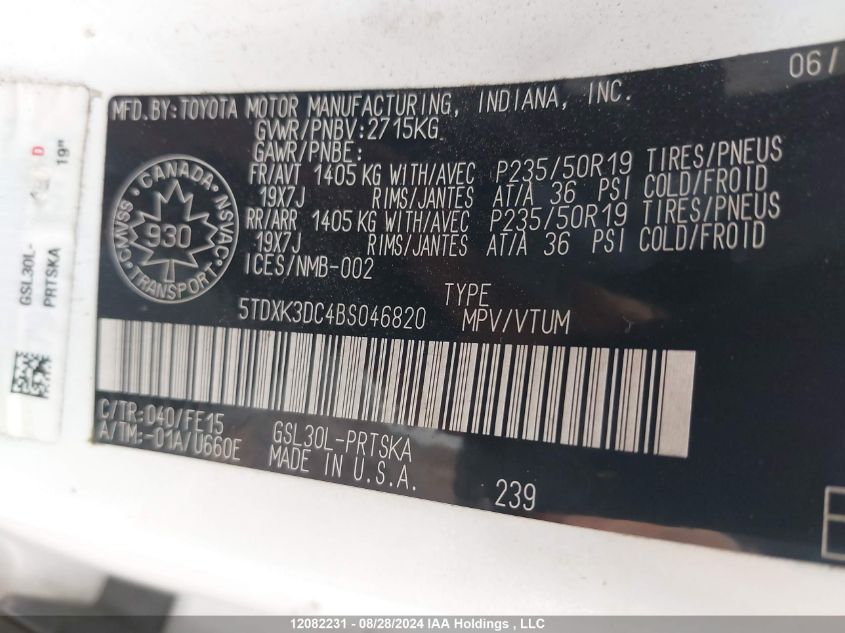 06/
MFD.BY:TOYOTA MOTOR MANUFACTURING, INDIANA, INC.
GVWR/PNBV:2715KG
GAWR/PNBE:
FR/AVT 1405 KG WITH/AVEC P235/50R19 TIRES/PNEUS
19X7J RIMS/JANTES AT/A 36 PSI COLD/FROID
RR/ARR 1405 KG WITH/AVEC P235/50R19 TIRES/PNEUS
19X7J RIMS/JANTES AT/A 36 PSI COLD/FROID
ICES/NMB-002
CANADA
CMVSS 930 NSVAC
TRANSPORT
TYPE
5TDXK3DC4BS046820 MPV/VTUM
C/TR:040/FE15 GSL30L-PRTSKA
A/TM:-01A/U660E MADE IN U.S.A.
239
D
19"
GSL30L-
PRTSKA
12082231 - 08/28/2024 IAA Holdings , LLC